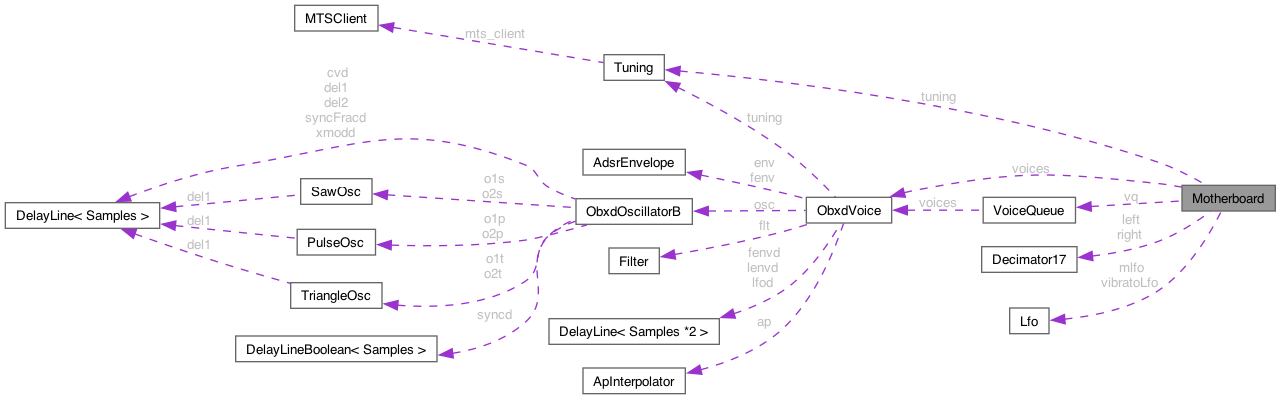 MTSClient
mts_client
Tuning
cvd
del1
del2
syncFracd
xmodd
tuning
tuning
AdsrEnvelope
env
fenv
voices
o1s
o2s
SawOsc
del1
DelayLine< Samples >
ObxdOscillatorB
osc
ObxdVoice
voices
VoiceQueue
vq
Motherboard
del1
PulseOsc
o1p
o2p
flt
Filter
left
right
Decimator17
del1
TriangleOsc
o1t
o2t
fenvd
lenvd
lfod
mlfo
vibratoLfo
Lfo
syncd
DelayLine< Samples *2 >
ap
DelayLineBoolean< Samples >
ApInterpolator